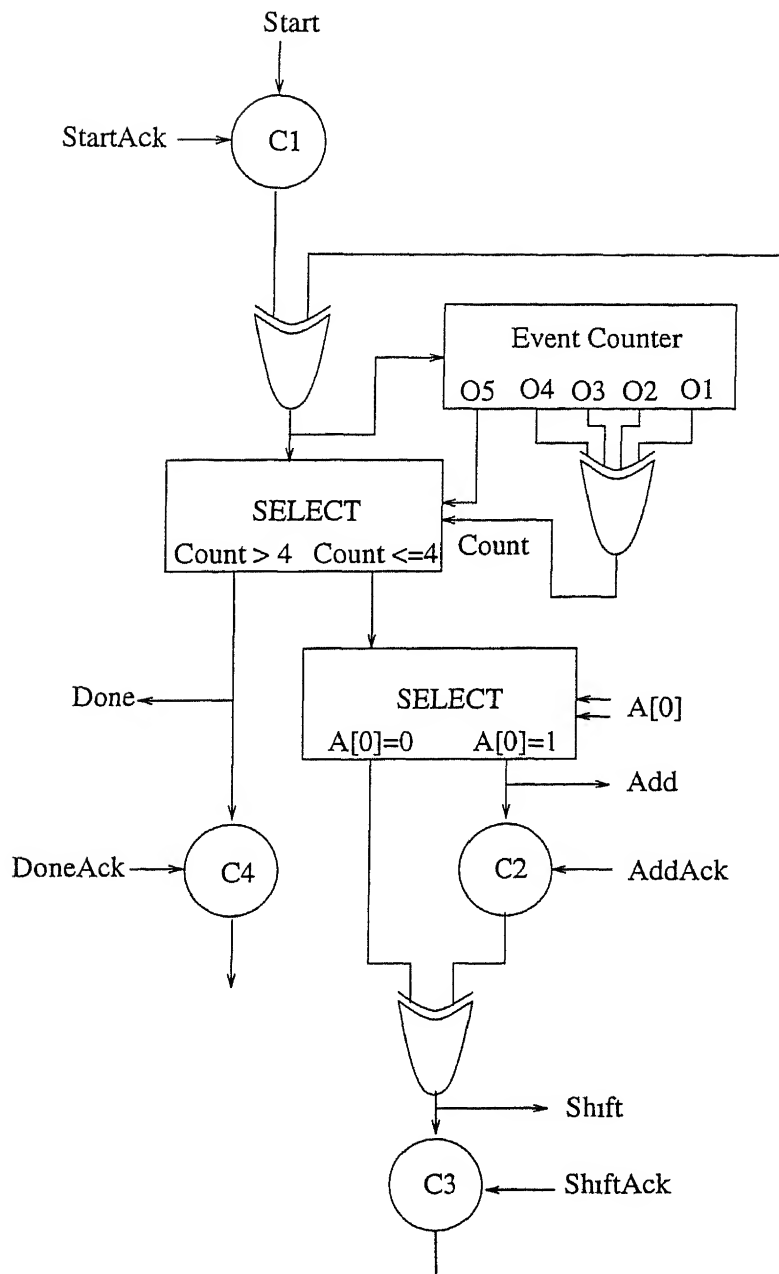 Start
StartAck
C1
Event Counter
O5 O4 O3 O2 O1
SELECT
Count > 4 Count <=4
Count
SELECT
A[0]
A[0]=0 A[0]=1
Done
Add
DoneAck
C4
C2
AddAck
Shift
C3
ShiftAck